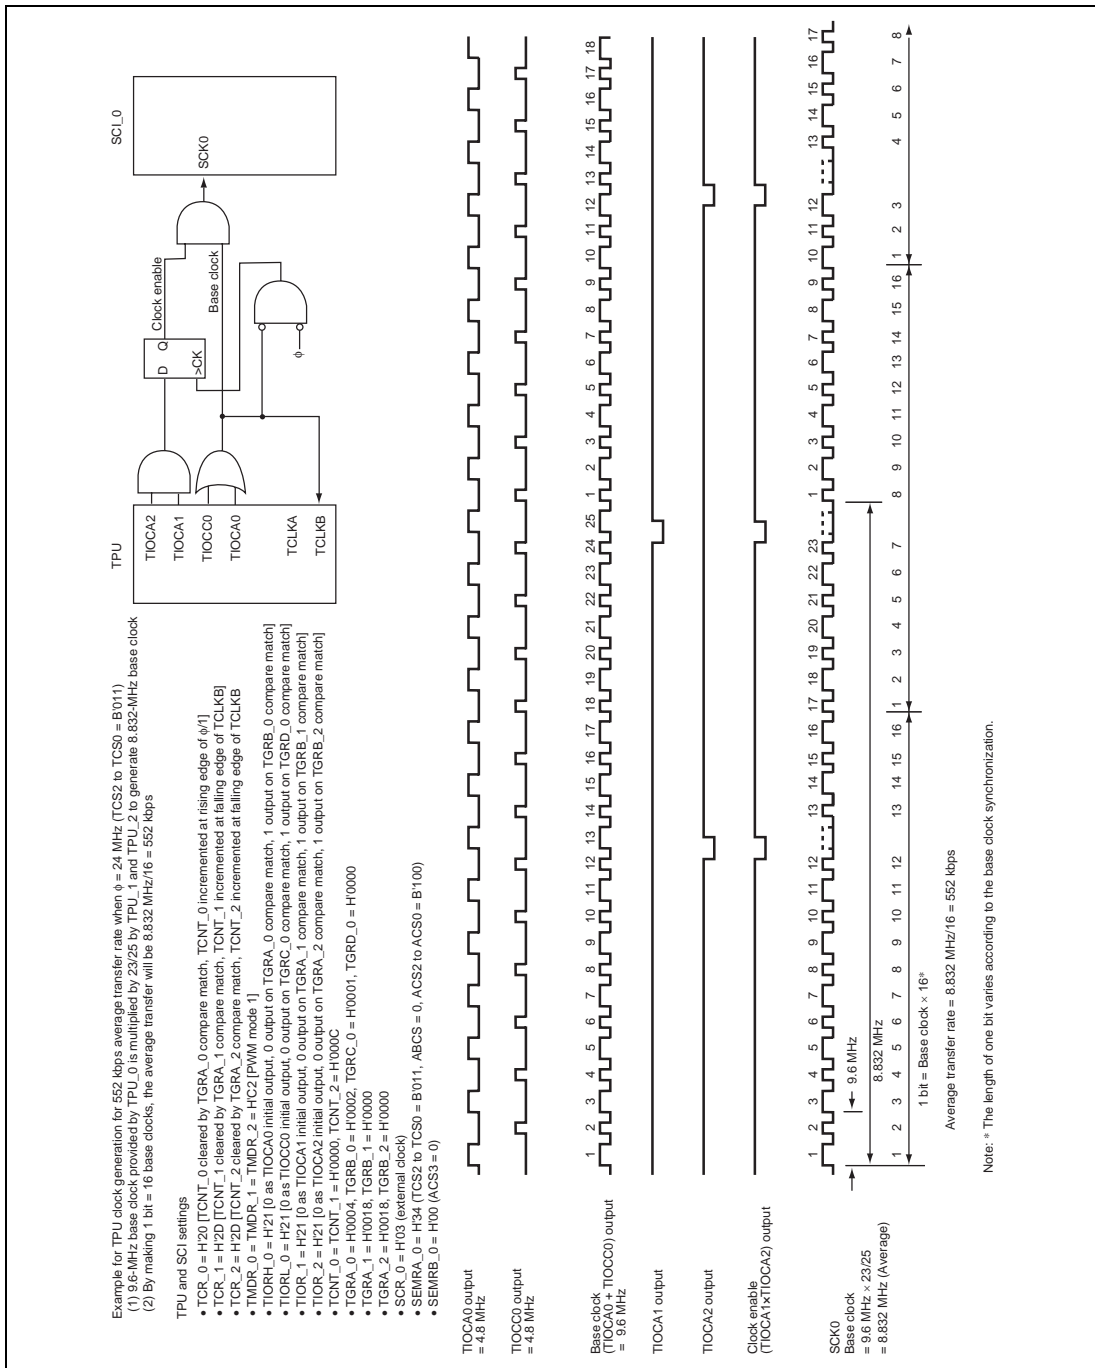 Example for TPU clock generation for 552 kbps average transfer rate when φ = 24 MHz (TCS2 to TCS0 = B'011)
(1) 9.6-MHz base clock provided by TPU_0 is multiplied by 23/25 by TPU_1 and TPU_2 to generate 8.832-MHz base clock
(2) By making 1 bit = 16 base clocks, the average transfer will be 8.832 MHz/16 = 552 kbps
TPU and SCI settings
• TCR_0 = H'20 [TCNT_0 cleared by TGRA_0 compare match, TCNT_0 incremented at rising edge of φ/1]
• TCR_1 = H'2D [TCNT_1 cleared by TGRA_1 compare match, TCNT_1 incremented at falling edge of TCLKB]
• TCR_2 = H'2D [TCNT_2 cleared by TGRA_2 compare match, TCNT_2 incremented at falling edge of TCLKB
• TMDR_0 = TMDR_1 = TMDR_2 = H'C2 [PWM mode 1]
• TIORH_0 = H'21 [0 as TIOCA0 initial output, 0 output on TGRA_0 compare match, 1 output on TGRB_0 compare match]
• TIORL_0 = H'21 [0 as TIOCC0 initial output, 0 output on TGRC_0 compare match, 1 output on TGRD_0 compare match]
• TIOR_1 = H'21 [0 as TIOCA1 initial output, 0 output on TGRA_1 compare match, 1 output on TGRB_1 compare match]
• TIOR_2 = H'21 [0 as TIOCA2 initial output, 0 output on TGRA_2 compare match, 1 output on TGRB_2 compare match]
• TCNT_0 = TCNT_1 = H'0000, TCNT_2 = H'000C
• TGRA_0 = H'0004, TGRB_0 = H'0002, TGRC_0 = H'0001, TGRD_0 = H'0000
• TGRA_1 = H'0018, TGRB_1 = H'0000
• TGRA_2 = H'0018, TGRB_2 = H'0000
• SCR_0 = H'03 (external clock)
• SEMRA_0 = H'34 (TCS2 to TCS0 = B'011, ABCS = 0, ACS2 to ACS0 = B'100)
• SEMRB_0 = H'00 (ACS3 = 0)
TPU
TIOCA2
TIOCA1
TIOCC0
TIOCA0
TCLKA
TCLKB
D Q
>CK
Clock enable
Base clock
φ
SCI_0
SCK0
TIOCA0 output
= 4.8 MHz
TIOCC0 output
= 4.8 MHz
Base clock
(TIOCA0 + TIOCC0) output
= 9.6 MHz
1 2 3 4 5 6 7 8 9 10 11 12 13 14 15 16 17 18 19 20 21 22 23 24 25 1 2 3 4 5 6 7 8 9 10 11 12 13 14 15 16 17 18
TIOCA1 output
TIOCA2 output
Clock enable
(TIOCA1×TIOCA2) output
SCK0
Base clock
= 9.6 MHz × 23/25
= 8.832 MHz (Average)
1 2 3 4 5 6 7 8 9 10 11 12 13 14 15 16 17 18 19 20 21 22 23 1 2 3 4 5 6 7 8 9 10 11 12 13 14 15 16 17
9.6 MHz
8.832 MHz
1 2 3 4 5 6 7 8 9 10 11 12 13 14 15 16 1 2 3 4 5 6 7 8 9 10 11 12 13 14 15 16 1 2 3 4 5 6 7 8
1 bit = Base clock × 16*
Average transfer rate = 8.832 MHz/16 = 552 kbps
Note: * The length of one bit varies according to the base clock synchronization.